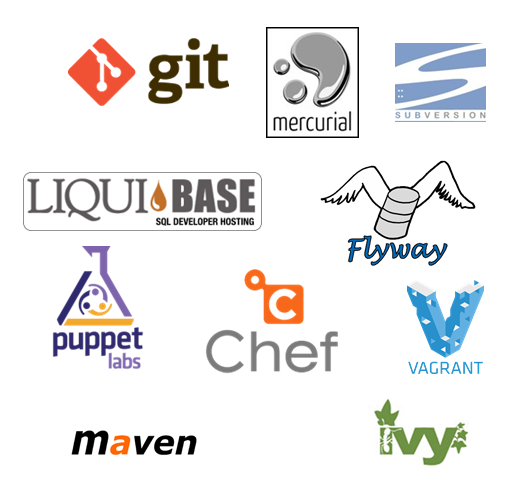 git
mercurial
SUBVERSION
LIQUIBASE
SQL DEVELOPER HOSTING
Flyway
puppet
labs
C
Chef
VAGRANT
maven
ivy